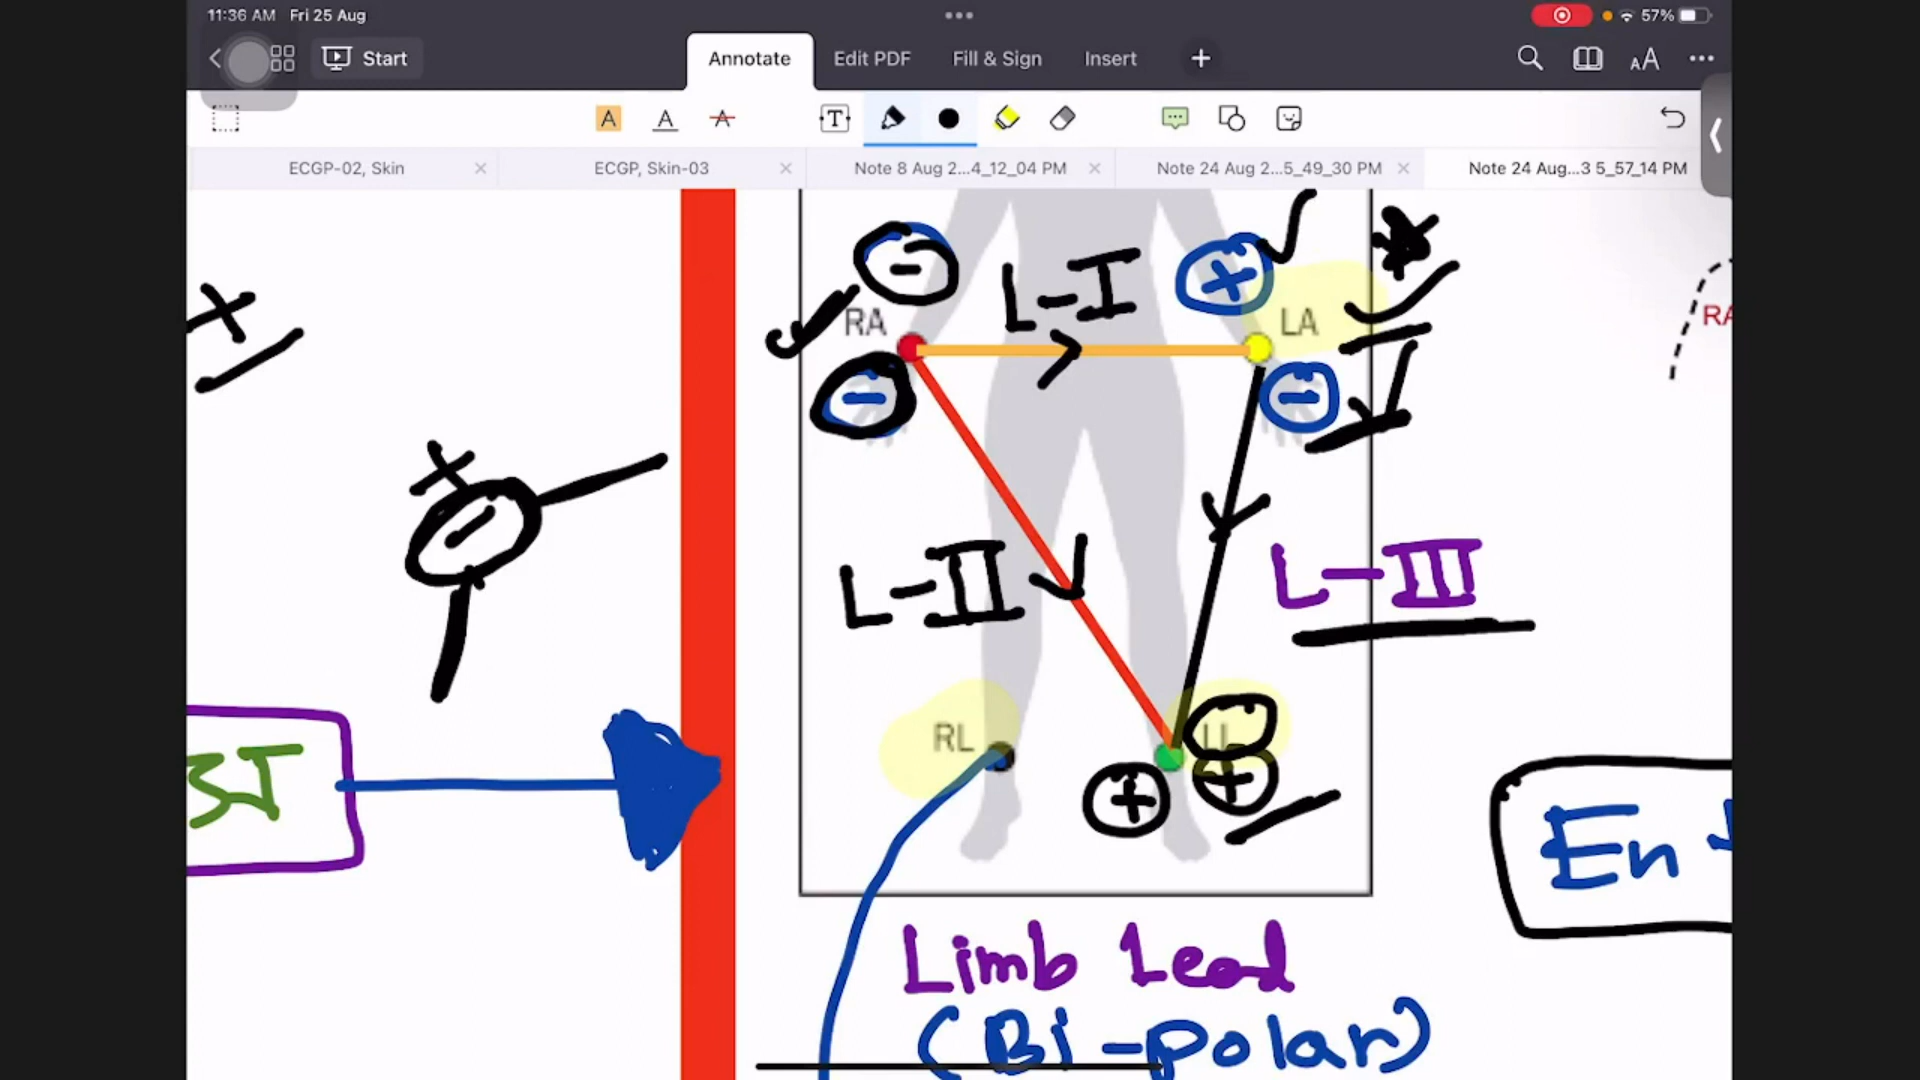 11:36 AM Fri 25 Aug
57%
Start
Annotate
Edit PDF
Fill & Sign
Insert
ECGP-02, Skin
ECGP, Skin-03
Note 8 Aug 2...4_12_04 PM
Note 24 Aug 2...5_49_30 PM
Note 24 Aug...3 5_57_14 PM
L-I
RA
LA
RA
L-II
L-III
RL
LL
En
Limb Lead
(Bi-polar)